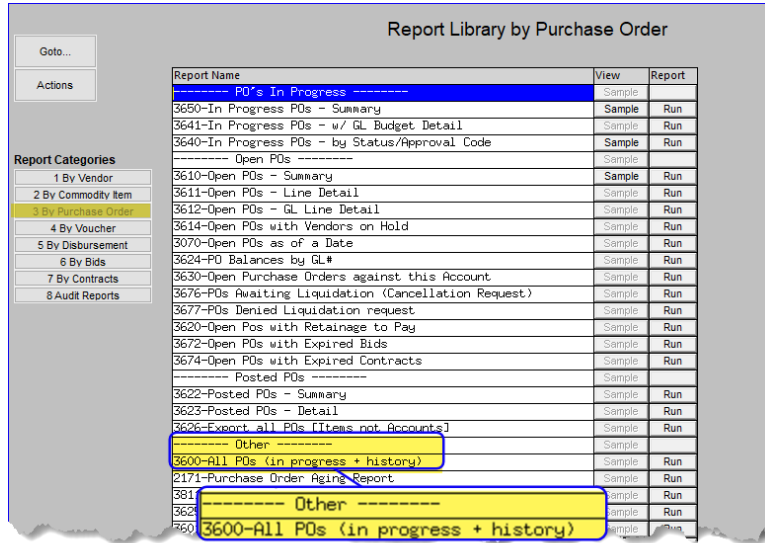 Report Library by Purchase Order
Goto...
Actions
Report Categories
1 By Vendor
2 By Commodity Item
3 By Purchase Order
4 By Voucher
5 By Disbursement
6 By Bids
7 By Contracts
8 Audit Reports
Report Name View Report
-------- PO's In Progress -------- Sample
3650-In Progress POs - Summary Sample Run
3641-In Progress POs - w/ GL Budget Detail Sample Run
3640-In Progress POs - by Status/Approval Code Sample Run
-------- Open POs -------- Sample
3610-Open POs - Summary Sample Run
3611-Open POs - Line Detail Sample Run
3612-Open POs - GL Line Detail Sample Run
3614-Open POs with Vendors on Hold Sample Run
3070-Open POs as of a Date Sample Run
3624-PO Balances by GL# Sample Run
3630-Open Purchase Orders against this Account Sample Run
3676-POs Awaiting Liquidation (Cancellation Request) Sample Run
3677-POs Denied Liquidation request Sample Run
3620-Open Pos with Retainage to Pay Sample Run
3672-Open POs with Expired Bids Sample Run
3674-Open POs with Expired Contracts Sample Run
-------- Posted POs -------- Sample
3622-Posted POs - Summary Sample Run
3623-Posted POs - Detail Sample Run
3626-Export all POs [Items not Accounts] Sample Run
-------- Other -------- Sample
3600-All POs (in progress + history) Sample Run
2171-Purchase Order Aging Report Sample Run
Sample Run
Sample Run
Run
-------- Other --------
3600-All POs (in progress + history)